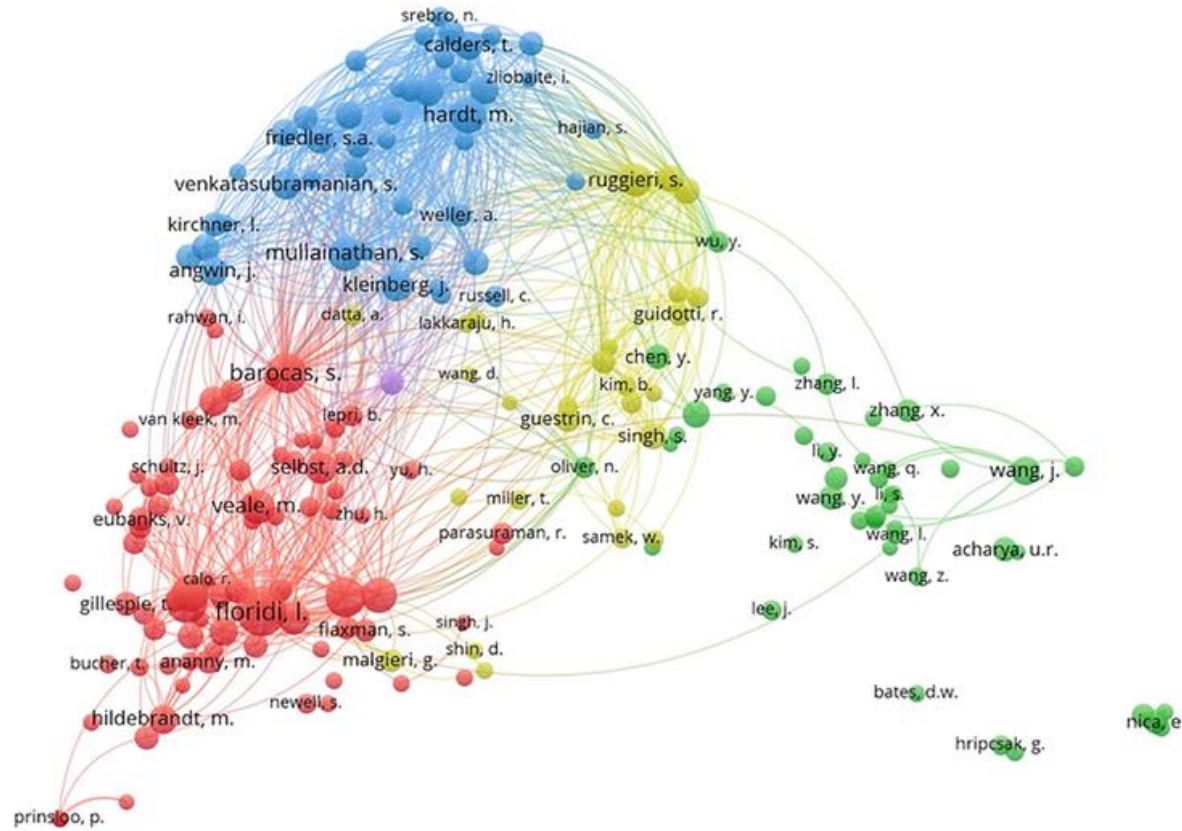 srebro, n.
calders, t.
zliobaite, i.
hardt, m.
hajian, s.
friedler, s.a.
ruggieri, s.
venkatasubramanian, s.
weller, a.
kirchner, l.
wu, y.
mullainathan, s.
angwin, j.
kleinberg, j.
russell, c.
rahwan, i.
datta, a.
lakkaraju, h.
guidotti, r.
chen, y.
barocas, s.
wang, d.
kim, b.
yang, y.
zhang, l.
zhang, x.
van kleek, m.
lepri, b.
guestrin, c.
singh, s.
li, y.
schultz, j.
selbst, a.d.
yu, h.
oliver, n.
wang, q.
wang, j.
veale, m.
zhu, h.
miller, t.
wang, y.
li, s.
eubanks, v.
parasuraman, r.
samek, w.
kim, s.
wang, l.
acharya, u.r.
calo, r.
wang, z.
gillespie, t.
floridi, l.
flaxman, s.
singh, j.
lee, j.
bucher, t.
ananny, m.
malgieri, g.
shin, d.
newell, s.
bates, d.w.
hildebrandt, m.
nica, e
hripcsak, g.
prinsloo, p.